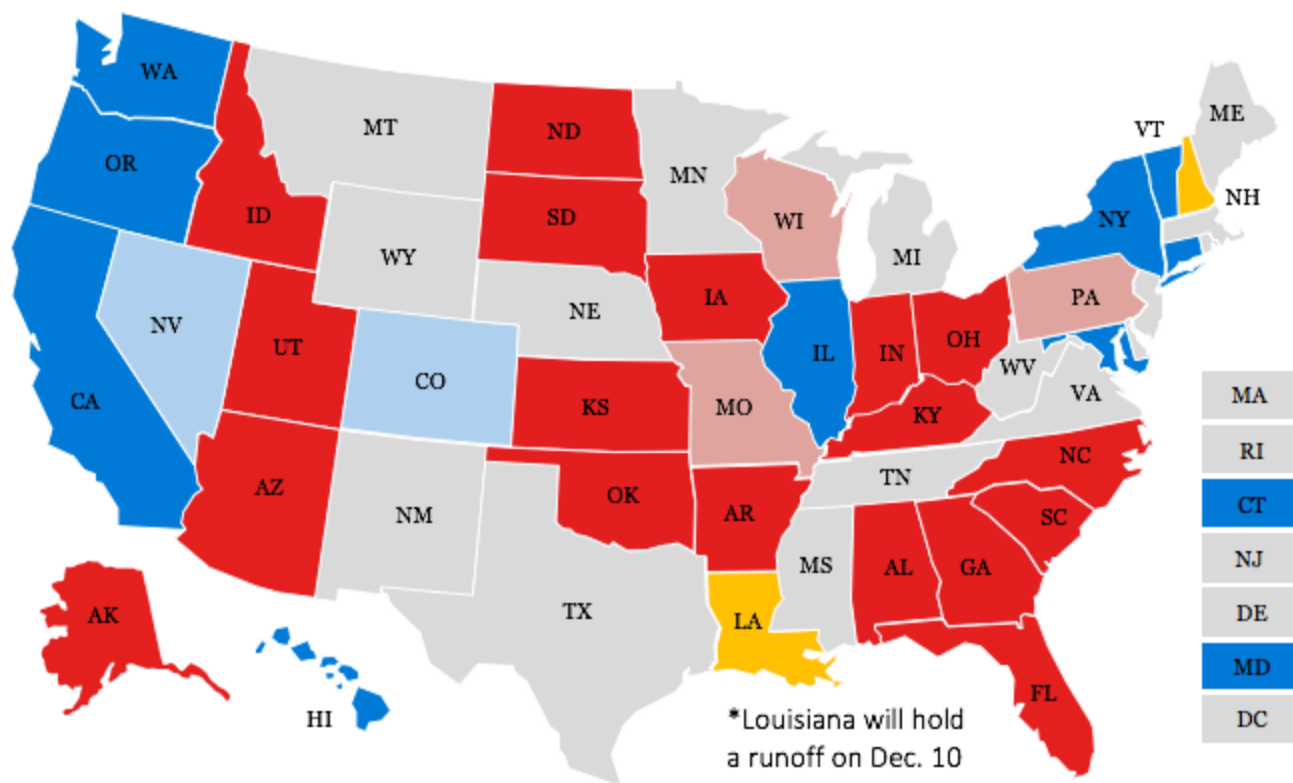 WA
MT
ND
MN
VT
ME
OR
ID
SD
WI
MI
NY
NH
WY
IA
PA
NV
UT
CO
NE
IL
IN
OH
WV
VA
CA
KS
MO
KY
MA
RI
AZ
NM
OK
AR
TN
NC
SC
CT
MS
AL
GA
NJ
AK
TX
LA
DE
HI
FL
MD
DC
*Louisiana will hold
a runoff on Dec. 10